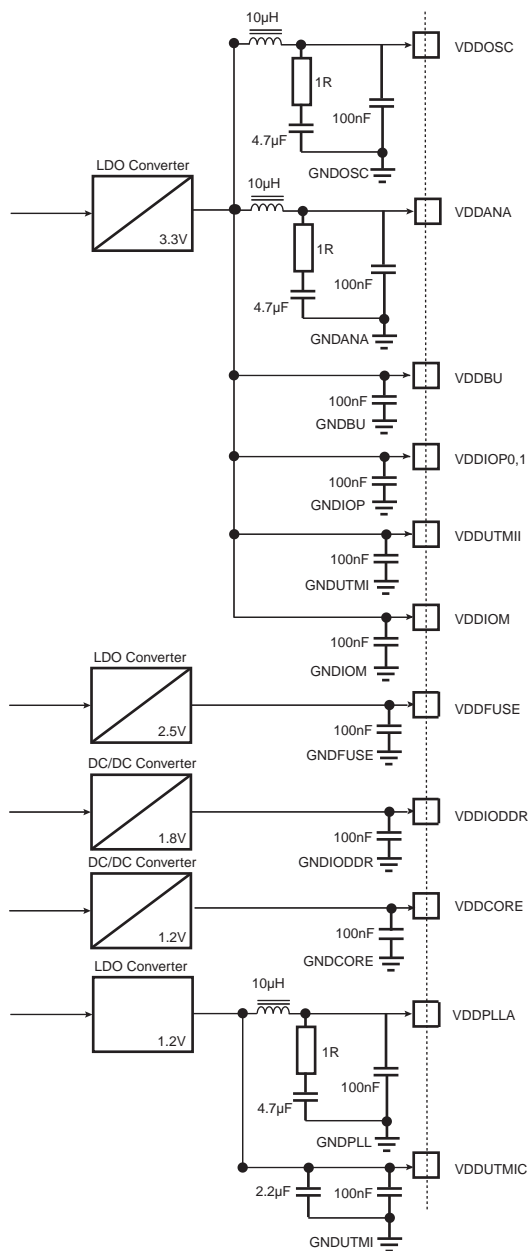 10µH
VDDOSC
1R
100nF
4.7µF
LDO Converter
GNDOSC
10µH
VDDANA
3.3V
1R
100nF
4.7µF
GNDANA
VDDBU
100nF
GNDBU
VDDIOP0,1
100nF
GNDIOP
VDDUTMII
100nF
GNDUTMI
VDDIOM
100nF
LDO Converter
GNDIOM
VDDFUSE
2.5V
100nF
GNDFUSE
DC/DC Converter
VDDIODDR
1.8V
100nF
GNDIODDR
DC/DC Converter
VDDCORE
1.2V
100nF
GNDCORE
LDO Converter
10µH
VDDPLLA
1.2V
1R
100nF
4.7µF
GNDPLL
VDDUTMIC
2.2µF
100nF
GNDUTMI